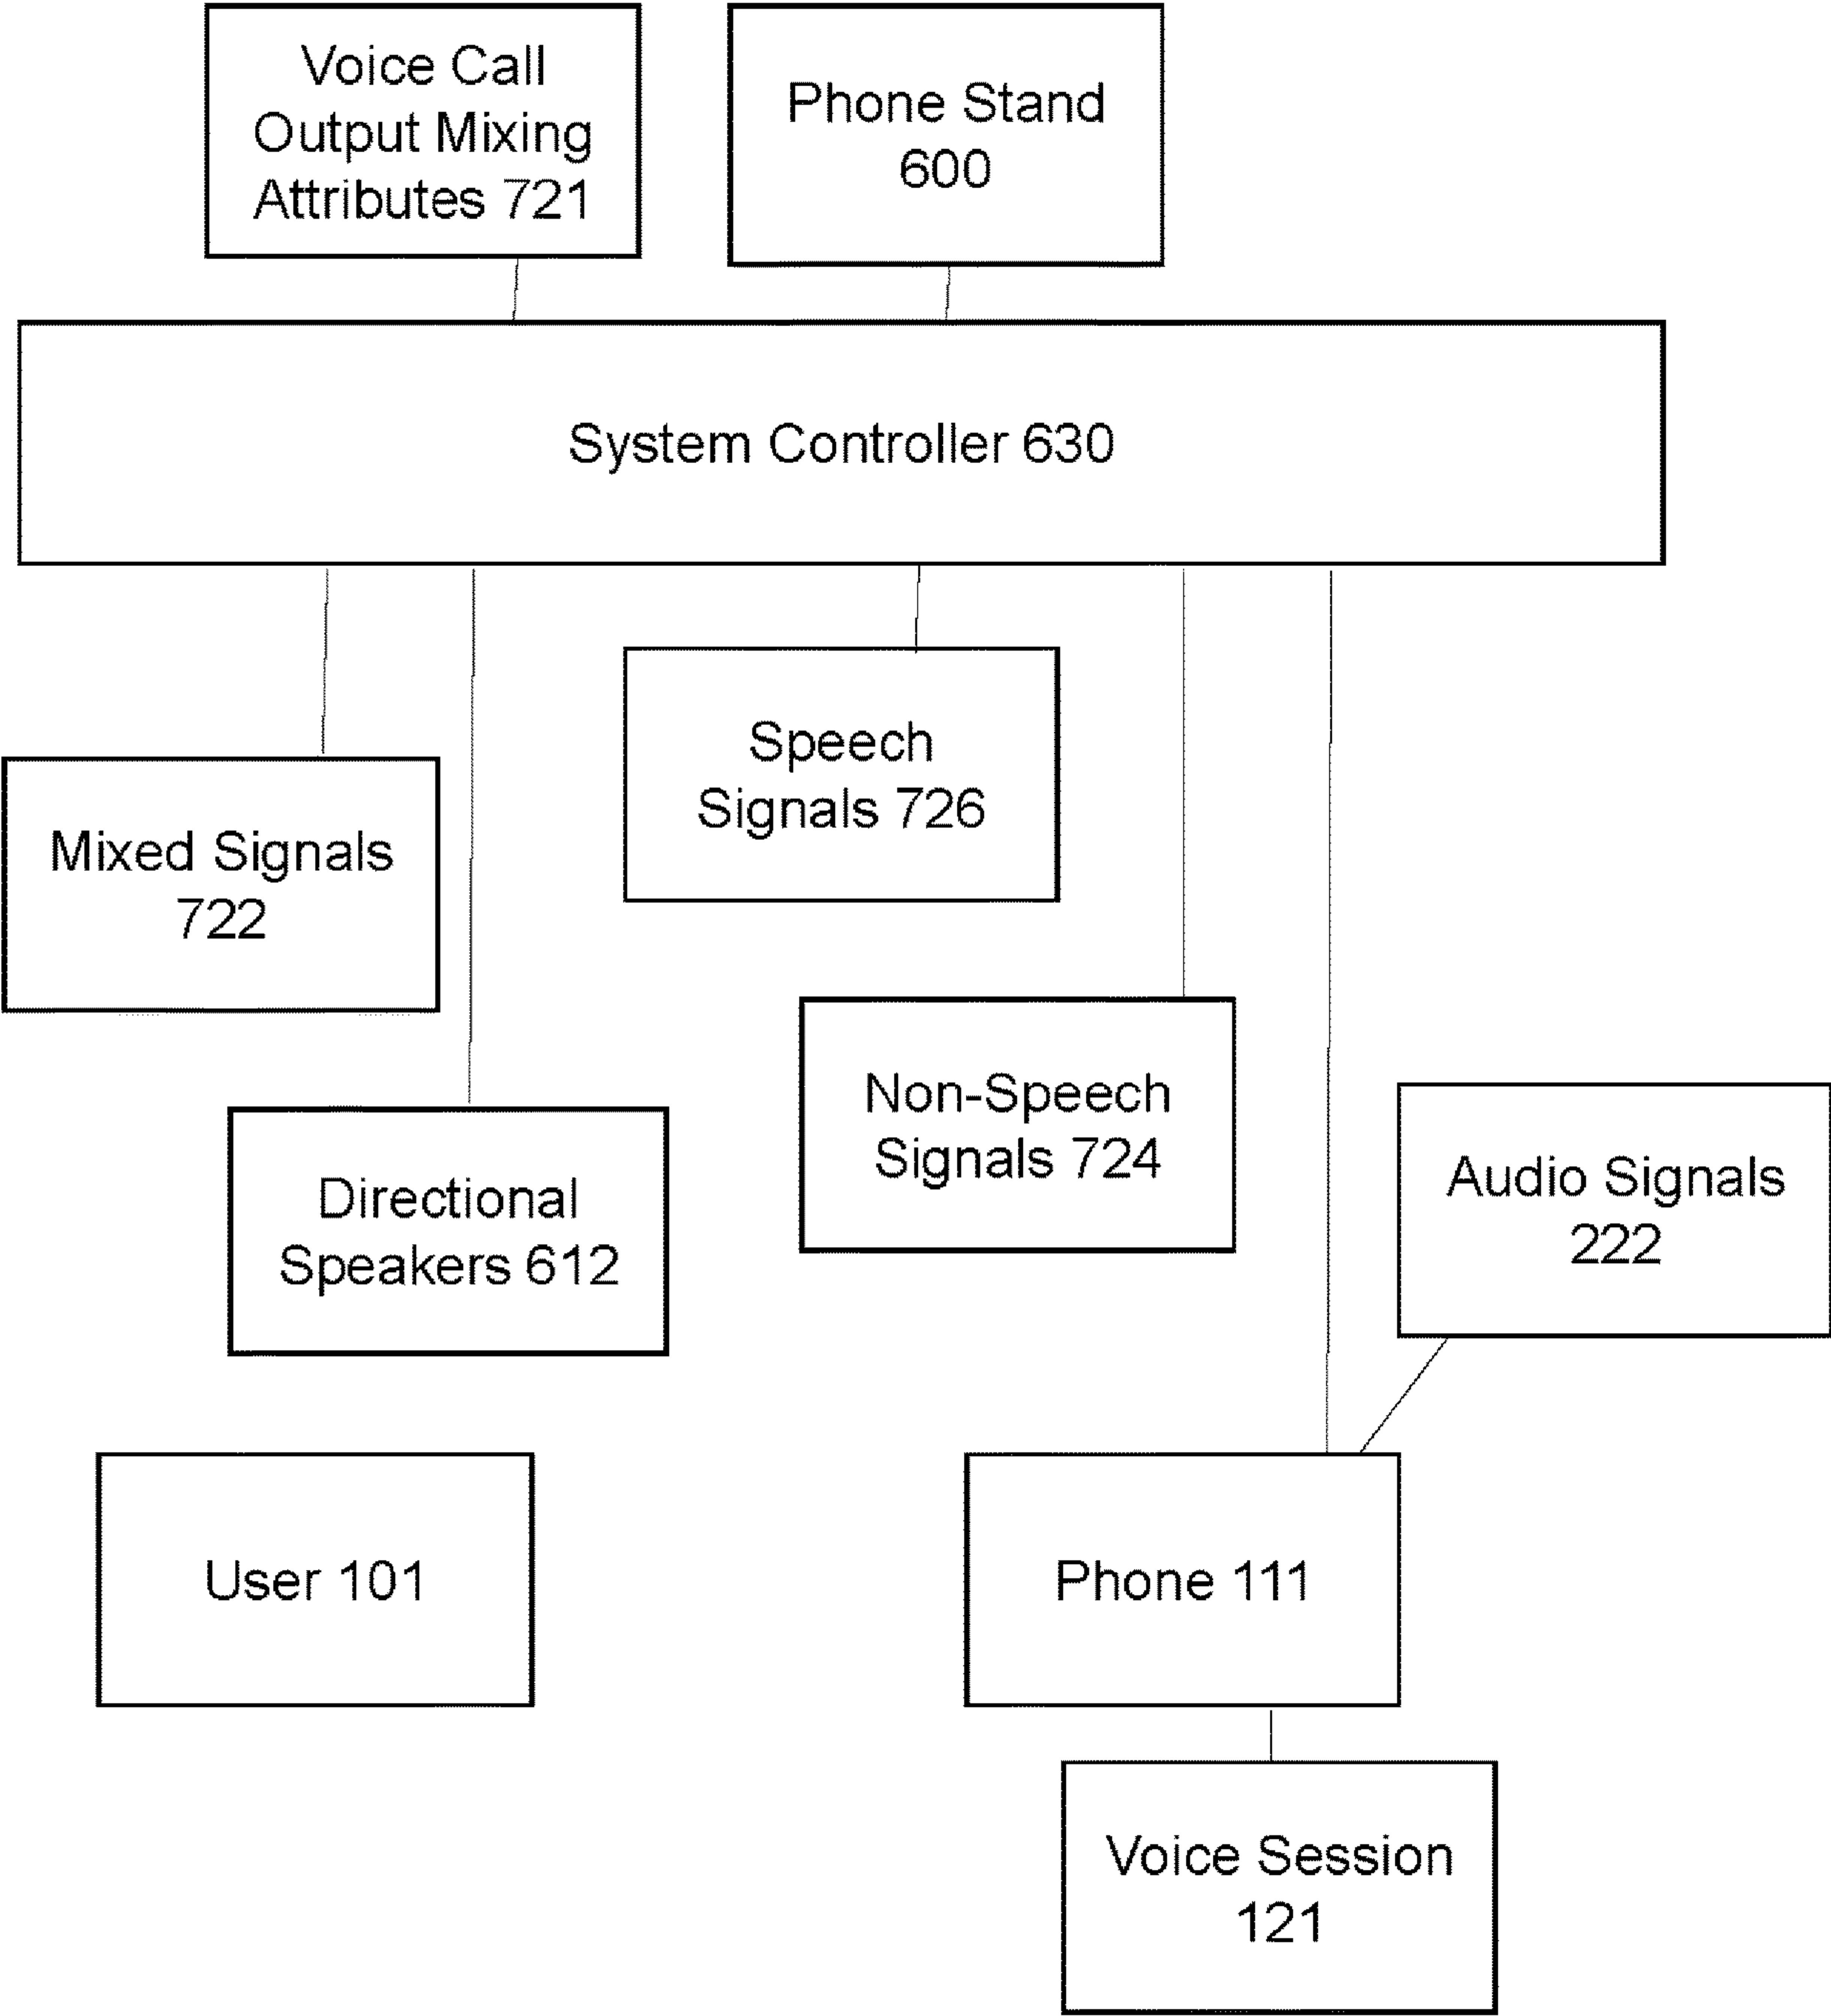 Voice Call
Output Mixing
Attributes 721
Phone Stand
600
System Controller 630
Speech
Signals 726
Mixed Signals
722
Non-Speech
Signals 724
Directional
Speakers 612
Audio Signals
222
User 101
Phone 111
Voice Session
121